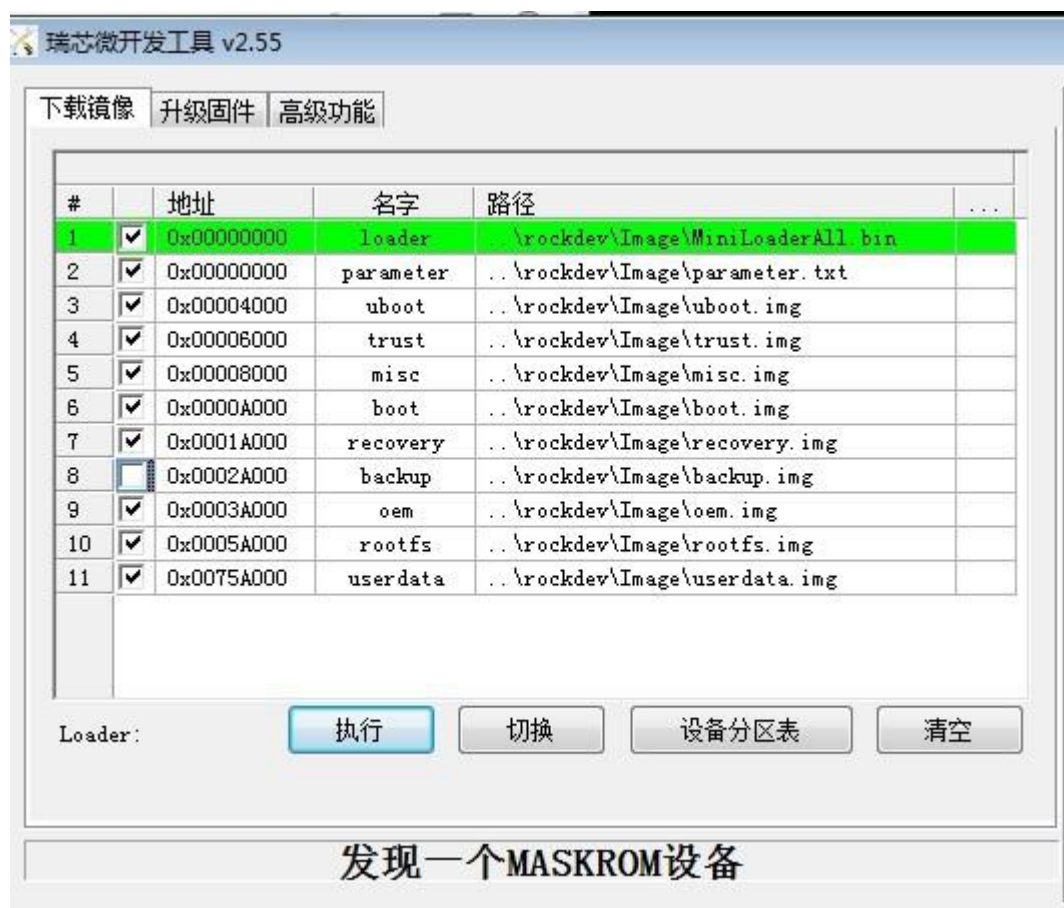 瑞芯微开发工具 v2.55
下载镜像 升级固件 高级功能
# 地址 名字 路径 ...
1 0x00000000 loader ..\rockdev\Image\MiniLoaderAll.bin
2 0x00000000 parameter ..\rockdev\Image\parameter.txt
3 0x00004000 uboot ..\rockdev\Image\uboot.img
4 0x00006000 trust ..\rockdev\Image\trust.img
5 0x00008000 misc ..\rockdev\Image\misc.img
6 0x0000A000 boot ..\rockdev\Image\boot.img
7 0x0001A000 recovery ..\rockdev\Image\recovery.img
8 0x0002A000 backup ..\rockdev\Image\backup.img
9 0x0003A000 oem ..\rockdev\Image\oem.img
10 0x0005A000 rootfs ..\rockdev\Image\rootfs.img
11 0x0075A000 userdata ..\rockdev\Image\userdata.img
Loader: 执行 切换 设备分区表 清空
发现一个MASKROM设备